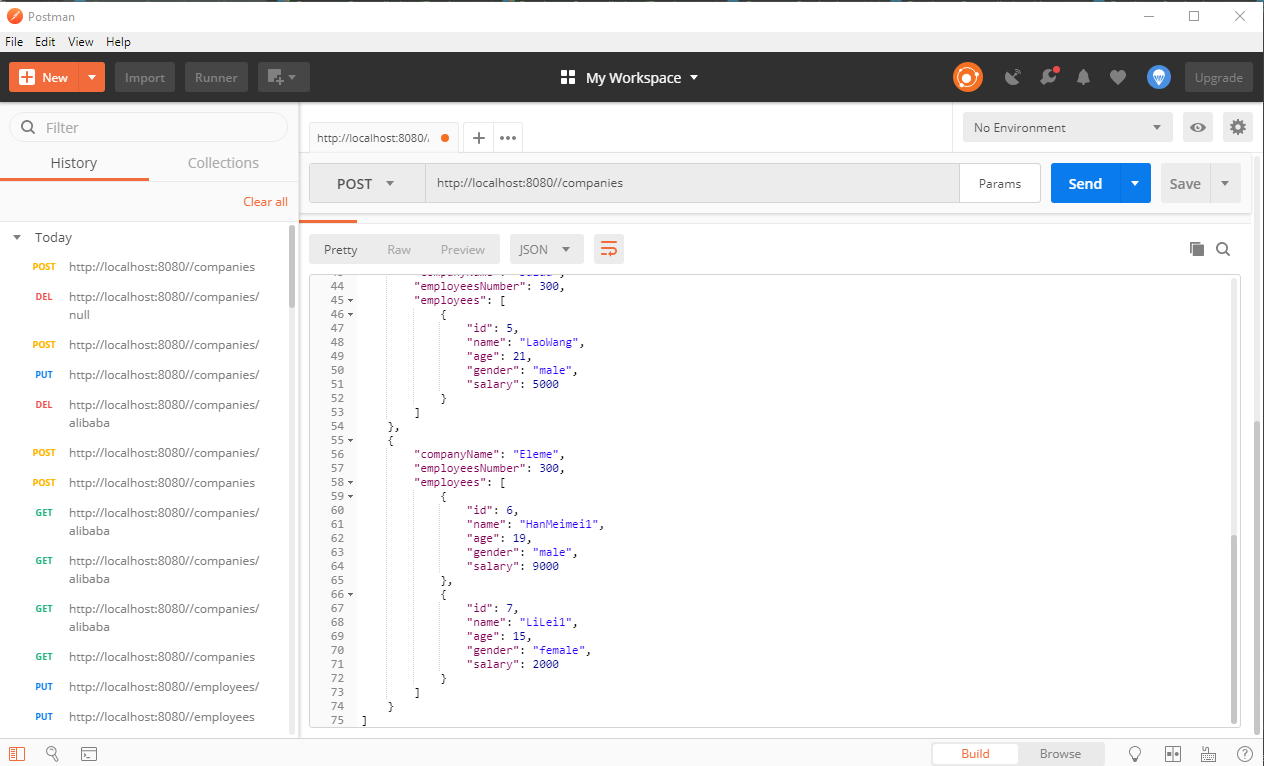 Postman
File Edit View Help
New Import Runner My Workspace Upgrade
Filter
History Collections
Clear all
Today
POST http://localhost:8080//companies
DEL http://localhost:8080//companies/
null
POST http://localhost:8080//companies/
PUT http://localhost:8080//companies/
DEL http://localhost:8080//companies/
alibaba
POST http://localhost:8080//companies/
POST http://localhost:8080//companies
GET http://localhost:8080//companies/
alibaba
GET http://localhost:8080//companies/
alibaba
GET http://localhost:8080//companies/
alibaba
GET http://localhost:8080//companies
PUT http://localhost:8080//employees/
PUT http://localhost:8080//employees
http://localhost:8080/
No Environment
POST http://localhost:8080//companies Params Send Save
Pretty Raw Preview JSON
44 "employeesNumber": 300,
45 "employees": [
46 {
47 "id": 5,
48 "name": "LaoWang",
49 "age": 21,
50 "gender": "male",
51 "salary": 5000
52 }
53 ]
54 },
55 {
56 "companyName": "Eleme",
57 "employeesNumber": 300,
58 "employees": [
59 {
60 "id": 6,
61 "name": "HanMeimei1",
62 "age": 19,
63 "gender": "male",
64 "salary": 9000
65 },
66 {
67 "id": 7,
68 "name": "LiLei1",
69 "age": 15,
70 "gender": "female",
71 "salary": 2000
72 }
73 ]
74 }
75 ]
Build Browse